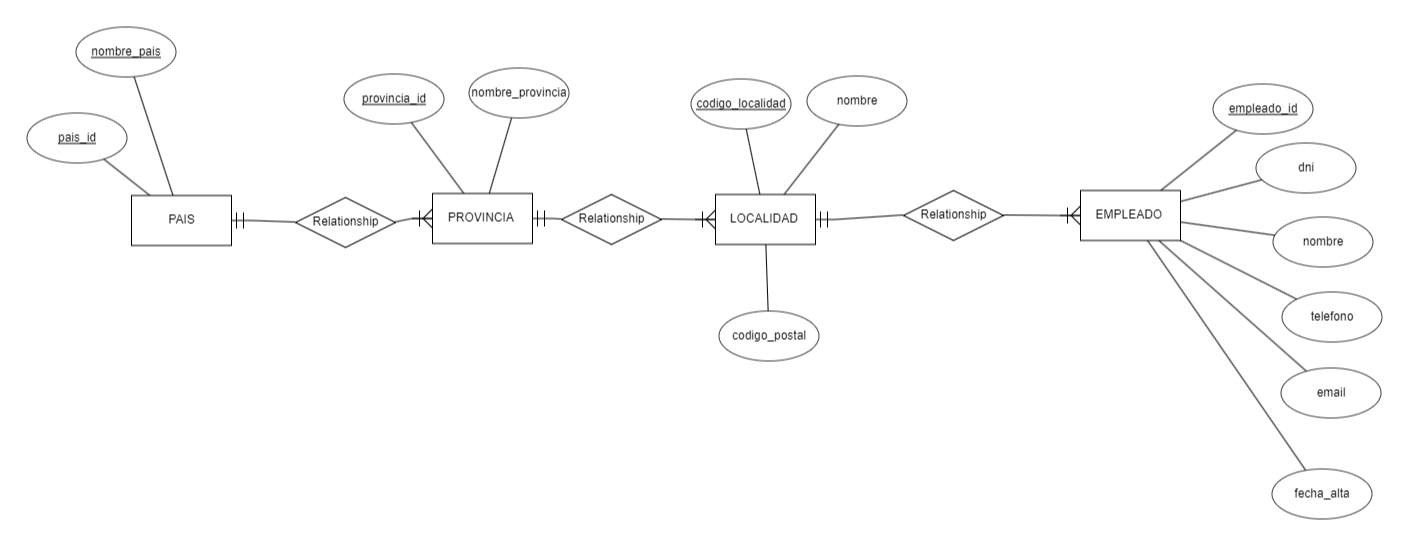 nombre_pais
pais_id
PAIS
Relationship
provincia_id
nombre_provincia
PROVINCIA
Relationship
codigo_localidad
nombre
LOCALIDAD
codigo_postal
Relationship
EMPLEADO
empleado_id
dni
nombre
telefono
email
fecha_alta